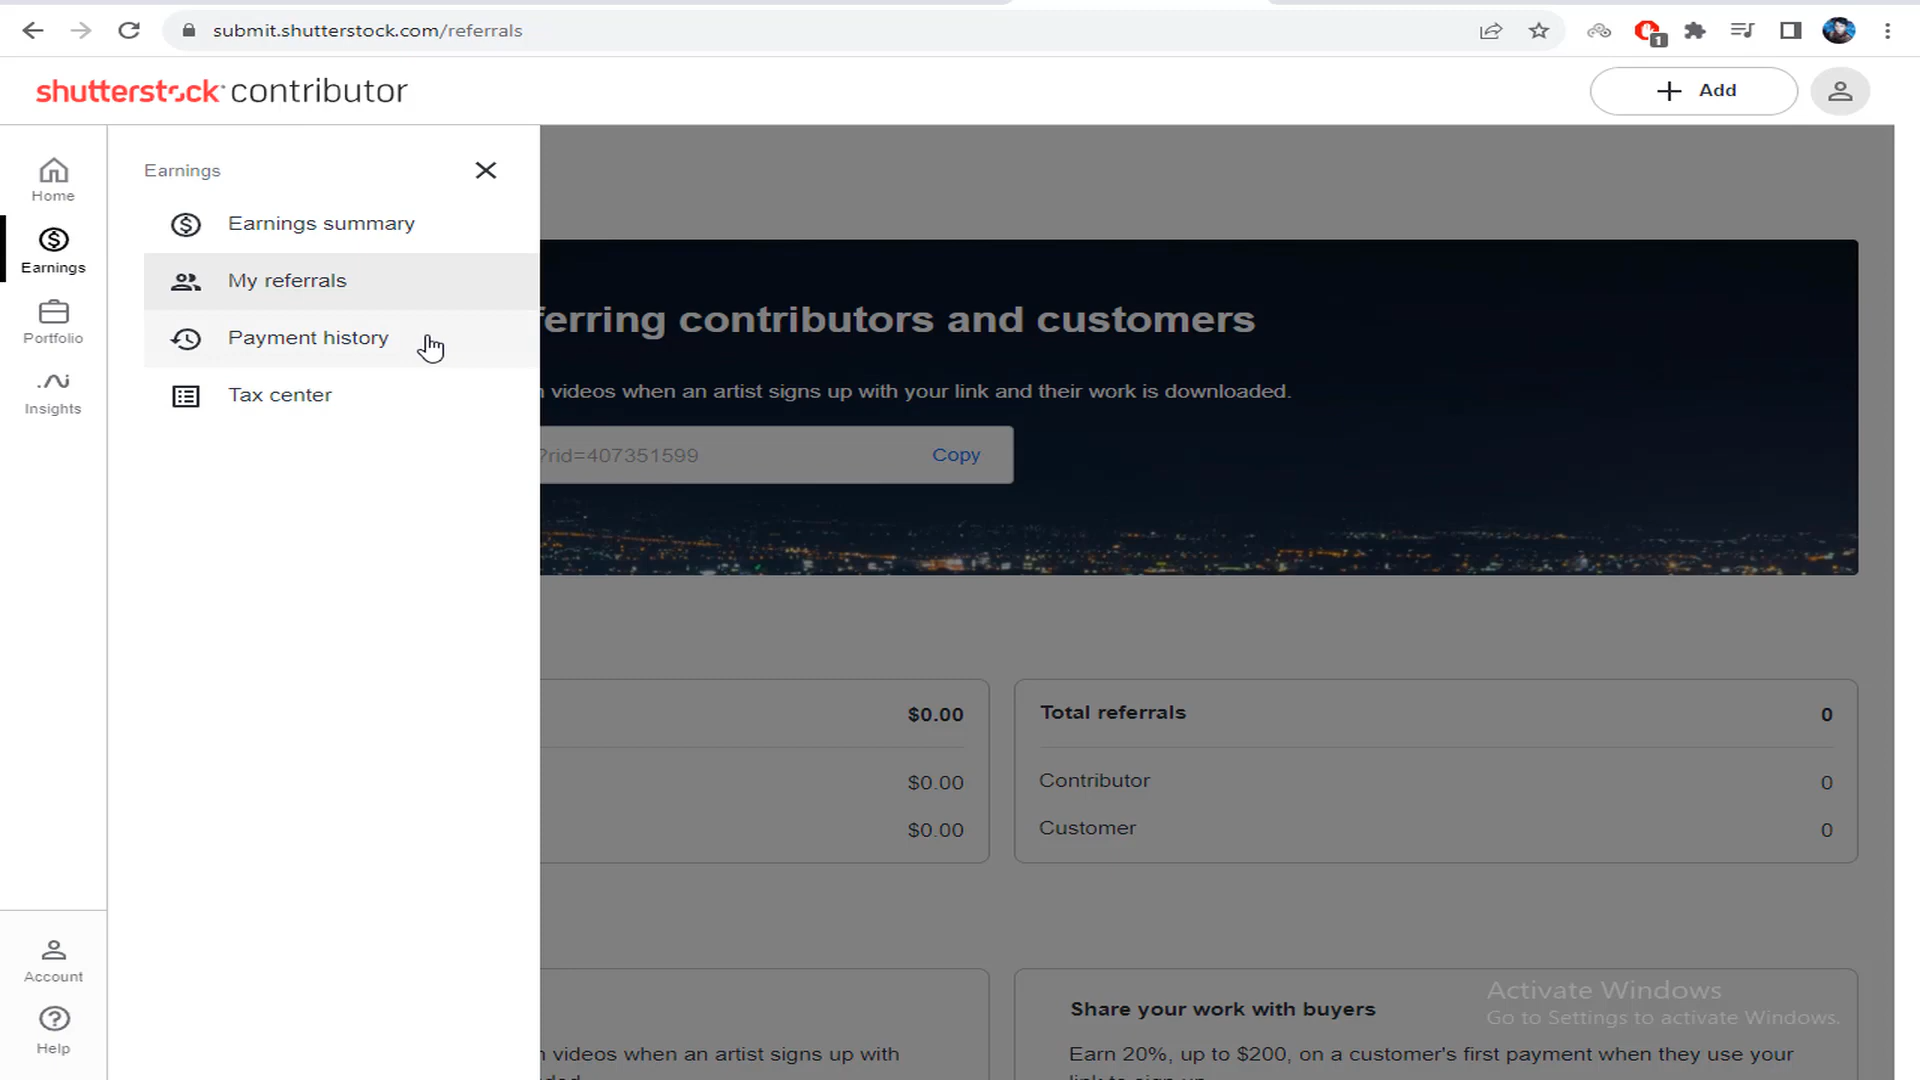 submit.shutterstock.com/referrals
1
shutterstock contributor
Add
Home
Earnings
Portfolio
Insights
Account
Help
Earnings
Earnings summary
My referrals
Payment history
Tax center
ferring contributors and customers
videos when an artist signs up with your link and their work is downloaded.
?rid=407351599
Copy
$0.00
$0.00
$0.00
Total referrals 0
Contributor 0
Customer 0
videos when an artist signs up with
Share your work with buyers
Earn 20%, up to $200, on a customer's first payment when they use your
Activate Windows
Go to Settings to activate Windows.